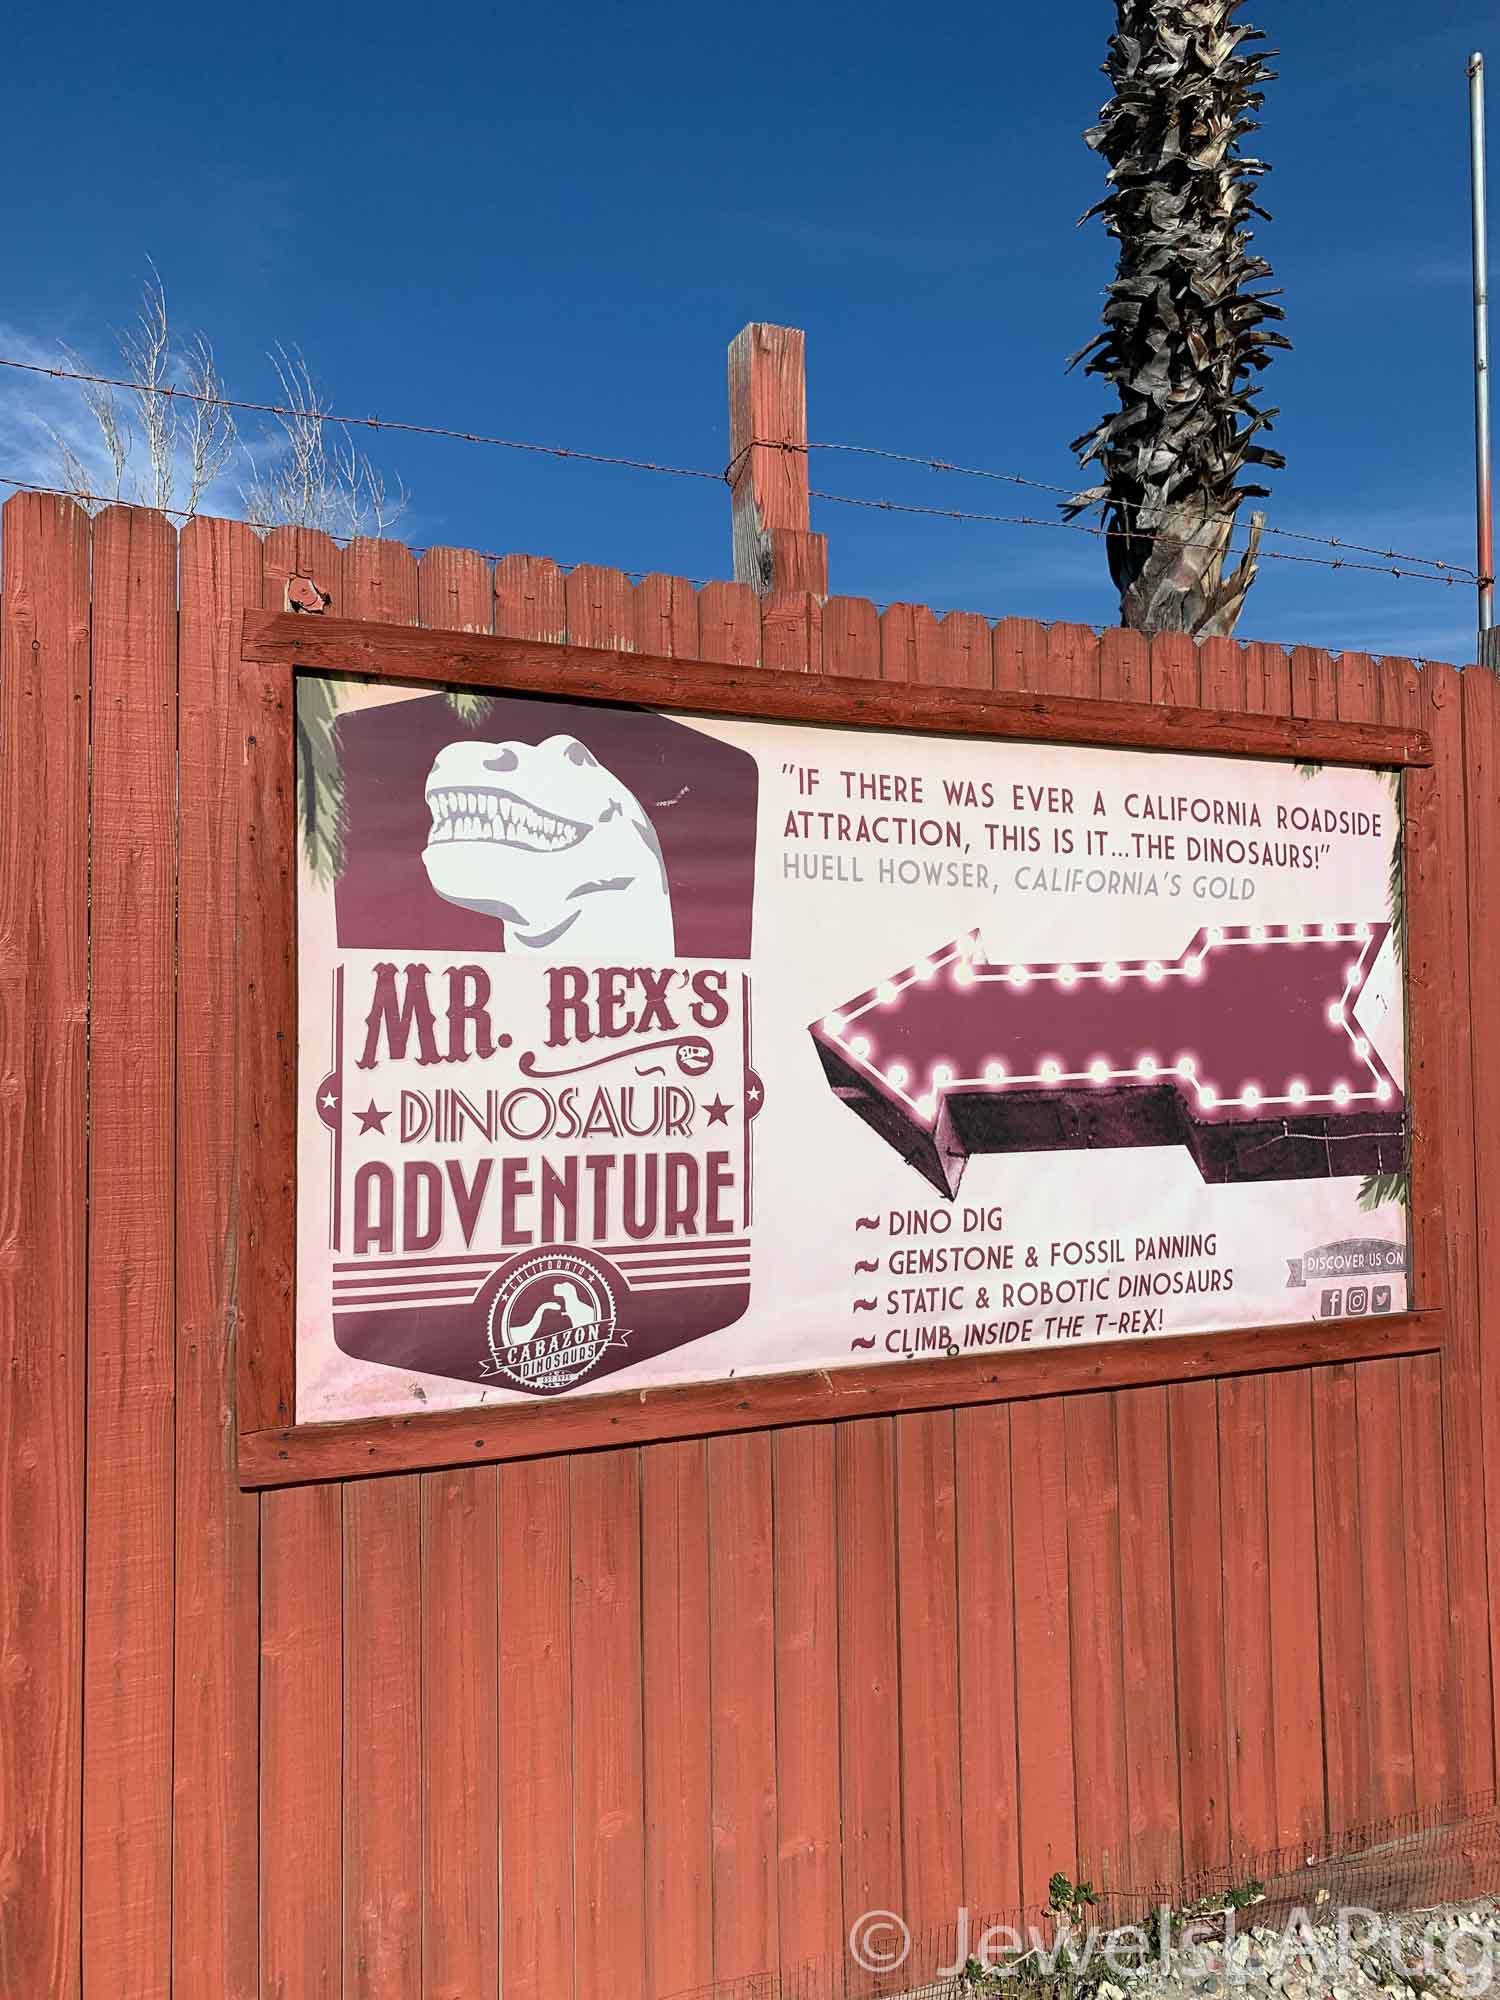 MR. REX'S
DINOSAUR
ADVENTURE
CALIFORNIA
CABAZON
DINOSAURS
"IF THERE WAS EVER A CALIFORNIA ROADSIDE
ATTRACTION, THIS IS IT...THE DINOSAURS!"
HUELL HOWSER, CALIFORNIA'S GOLD
~ DINO DIG
~ GEMSTONE & FOSSIL PANNING
~ STATIC & ROBOTIC DINOSAURS
~ CLIMB INSIDE THE T-REX!
DISCOVER US ON
© JewelsLAPug